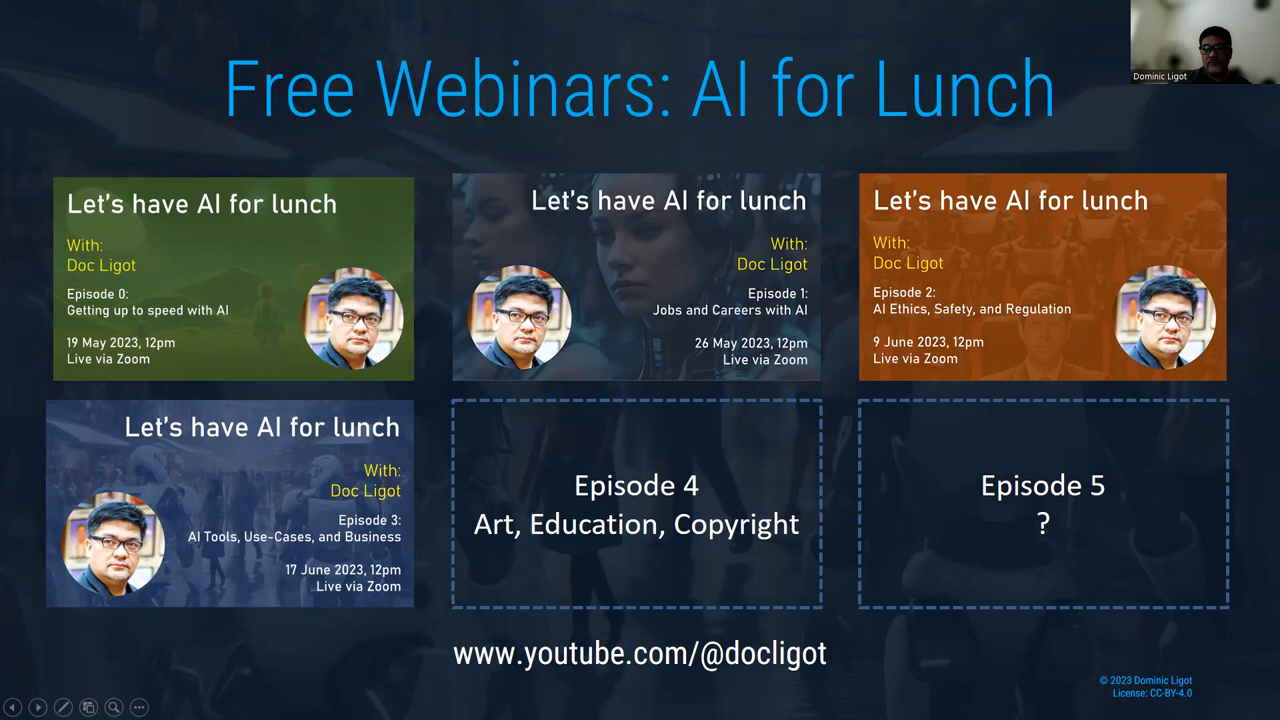 Dominic Ligot
Free Webinars: AI for Lunch
Let's have AI for lunch
With:
Doc Ligot
Episode 0:
Getting up to speed with AI
19 May 2023, 12pm
Live via Zoom
Let's have AI for lunch
With:
Doc Ligot
Episode 1:
Jobs and Careers with AI
26 May 2023, 12pm
Live via Zoom
Let's have AI for lunch
With:
Doc Ligot
Episode 2:
AI Ethics, Safety, and Regulation
9 June 2023, 12pm
Live via Zoom
Let's have AI for lunch
With:
Doc Ligot
Episode 3:
AI Tools, Use-Cases, and Business
17 June 2023, 12pm
Live via Zoom
Episode 4
Art, Education, Copyright
Episode 5
?
www.youtube.com/@docligot
© 2023 Dominic Ligot
License: CC-BY-4.0